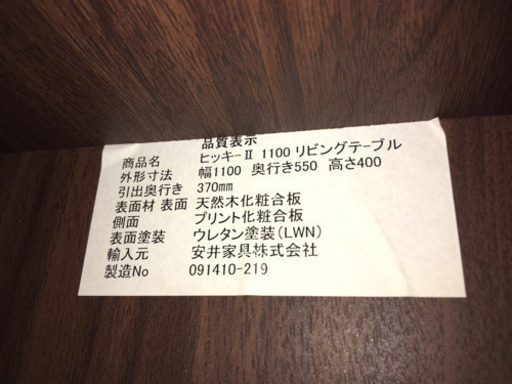 品質表示
商品名 ヒッキーⅡ 1100 リビングテーブル
外形寸法 幅1100 奥行き550 高さ400
引出奥行き 370mm
表面材 表面 天然木化粧合板
側面 プリント化粧合板
表面塗装 ウレタン塗装(LWN)
輸入元 安井家具株式会社
製造No 091410-219